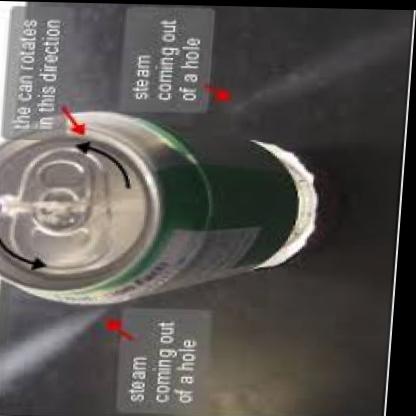 the can rotates
in this direction
steam
coming out
of a hole
steam
coming out
of a hole